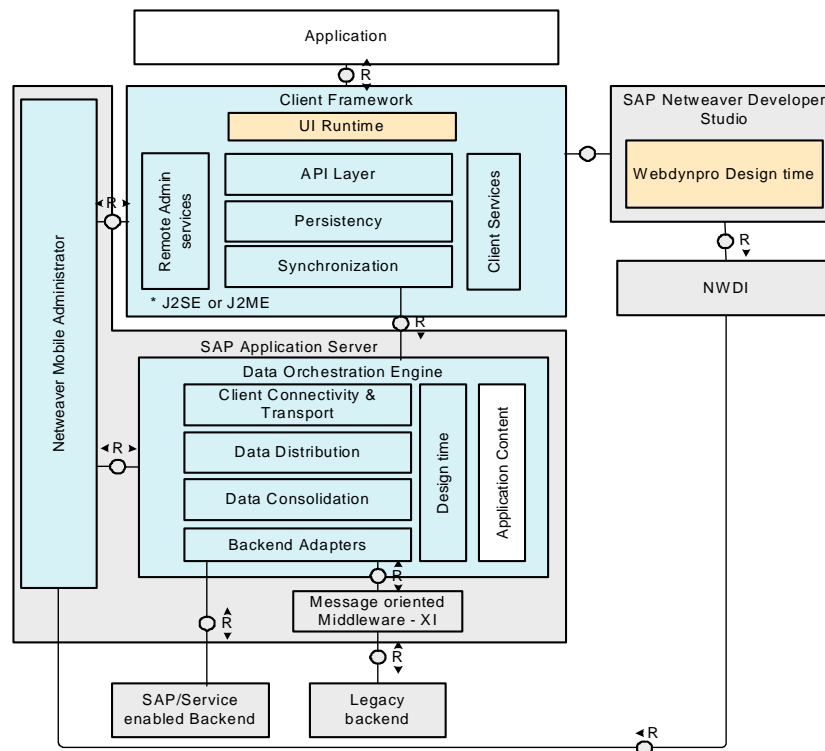 Application
R
Client Framework
UI Runtime
SAP Netweaver Developer
Studio
Webdynpro Design time
API Layer
Persistency
Synchronization
Remote Admin
services
Client Services
R
* J2SE or J2ME
R
NWDI
R
Netweaver Mobile Administrator
SAP Application Server
Data Orchestration Engine
Client Connectivity &
Transport
Data Distribution
Data Consolidation
Backend Adapters
Design time
Application Content
R
R
Message oriented
Middleware - XI
R
R
SAP/Service
enabled Backend
Legacy
backend
R